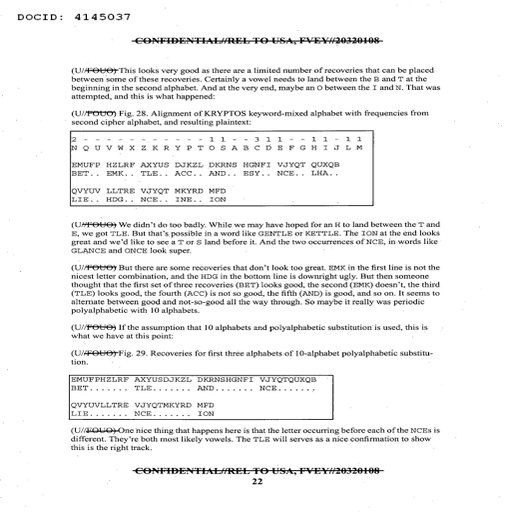 DOCID: 4145037
CONFIDENTIAL//REL TO USA, FVEY//20320108
(U//FOUO) This looks very good as there are a limited number of recoveries that can be placed
between some of these recoveries. Certainly a vowel needs to land between the B and T at the
beginning in the second alphabet. And at the very end, maybe an O between the I and N. That was
attempted, and this is what happened:
(U//FOUO) Fig. 28. Alignment of KRYPTOS keyword-mixed alphabet with frequencies from
second cipher alphabet, and resulting plaintext:
2 - - - - - - - - - 1 1 - - 3 1 1 - - 1 1 - 1 1
N Q U V W X Z K R Y P T O S A B C D E F G H I J L M
EMUFP HZLRF AXYUS DJKZL DKRNS HGNFI VJYQT QUXQB
BET.. EMK.. TLE.. ACC.. AND.. ESY.. NCE.. LHA..
QVYUV LLTRE VJYQT MKYRD MFD
LIE.. HDG.. NCE.. INE.. ION
(U//FOUO) We didn't do too badly. While we may have hoped for an H to land between the T and
E, we got TLE. But that's possible in a word like GENTLE or KETTLE. The ION at the end looks
great and we'd like to see a T or S land before it. And the two occurrences of NCE, in words like
GLANCE and ONCE look super.
(U//FOUO) But there are some recoveries that don't look too great. EMK in the first line is not the
nicest letter combination, and the HDG in the bottom line is downright ugly. But then someone
thought that the first set of three recoveries (BET) looks good, the second (EMK) doesn't, the third
(TLE) looks good, the fourth (ACC) is not so good, the fifth (AND) is good, and so on. It seems to
alternate between good and not-so-good all the way through. So maybe it really was periodic
polyalphabetic with 10 alphabets.
(U//FOUO) If the assumption that 10 alphabets and polyalphabetic substitution is used, this is
what we have at this point:
(U//FOUO) Fig. 29. Recoveries for first three alphabets of 10-alphabet polyalphabetic substitu-
tion.
EMUFPHZLRF AXYUSDJKZL DKRNSHGNFI VJYQTQUXQB
BET....... TLE....... AND....... NCE.......
QVYUVLLTRE VJYQTMKYRD MFD
LIE....... NCE....... ION
(U//FOUO) One nice thing that happens here is that the letter occurring before each of the NCEs is
different. They're both most likely vowels. The TLE will serves as a nice confirmation to show
this is the right track.
CONFIDENTIAL//REL TO USA, FVEY//20320108
22